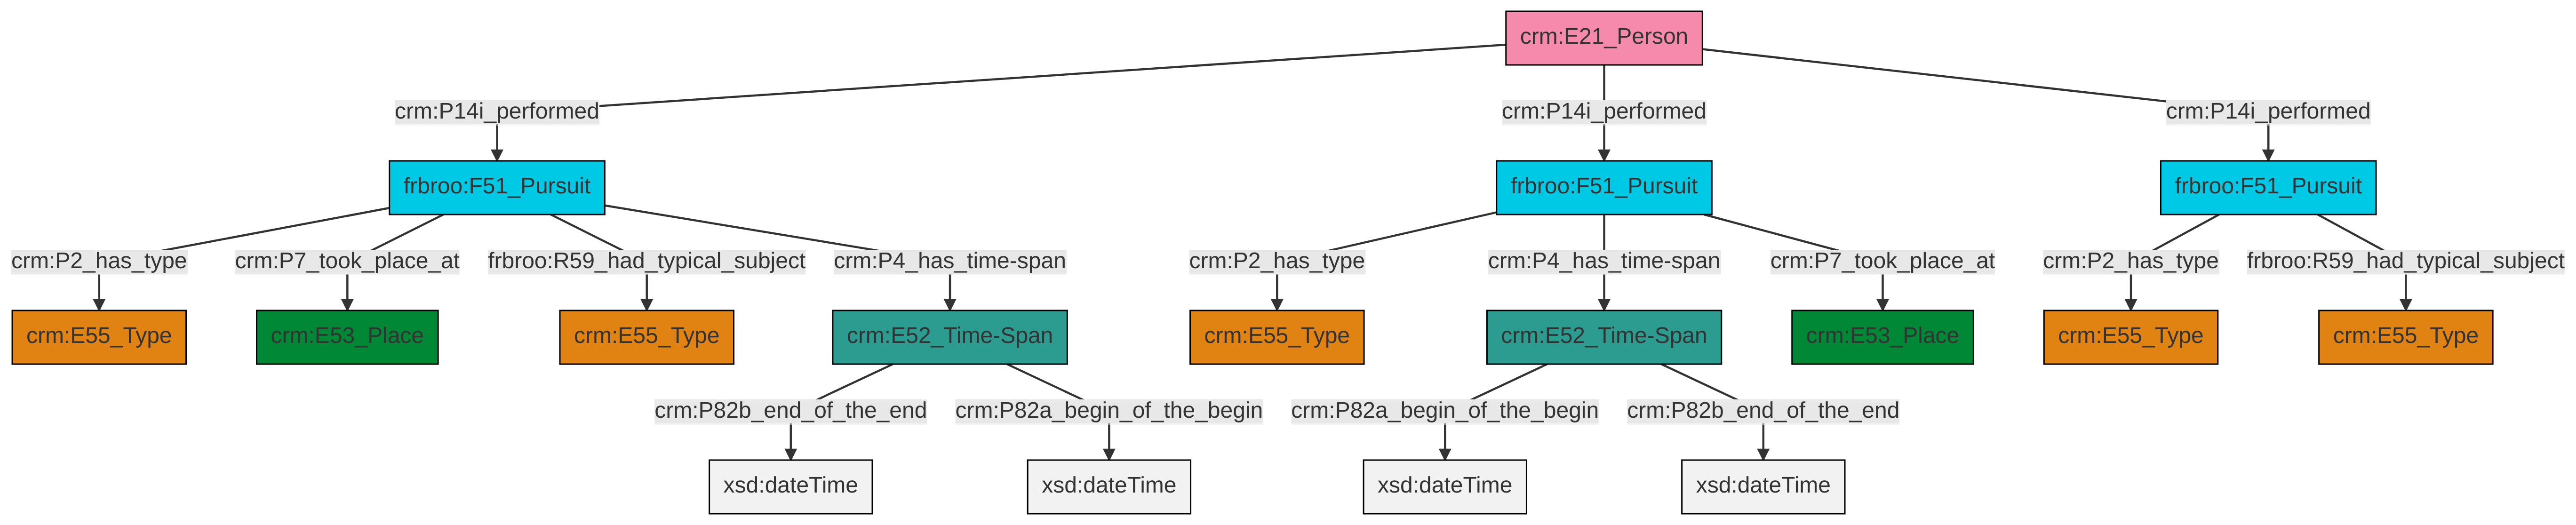 crm:E21_Person
crm:P14i_performed
crm:P14i_performed
crm:P14i_performed
frbroo:F51_Pursuit
frbroo:F51_Pursuit
frbroo:F51_Pursuit
crm:P2_has_type
crm:P7_took_place_at
frbroo:R59_had_typical_subject
crm:P4_has_time-span
crm:P2_has_type
crm:P4_has_time-span
crm:P7_took_place_at
crm:P2_has_type
frbroo:R59_had_typical_subject
crm:E55_Type
crm:E53_Place
crm:E55_Type
crm:E52_Time-Span
crm:E55_Type
crm:E52_Time-Span
crm:E53_Place
crm:E55_Type
crm:E55_Type
crm:P82b_end_of_the_end
crm:P82a_begin_of_the_begin
crm:P82a_begin_of_the_begin
crm:P82b_end_of_the_end
xsd:dateTime
xsd:dateTime
xsd:dateTime
xsd:dateTime